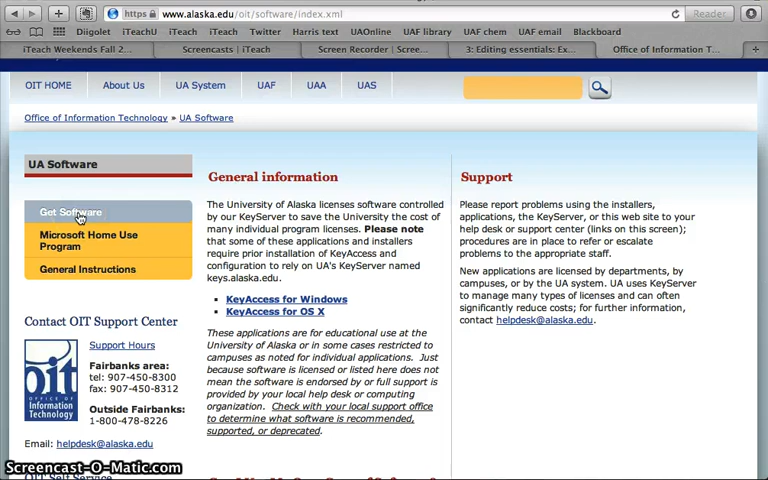 https www.alaska.edu/oit/software/index.xml Reader
Diigolet iTeachU iTeach iTeach Twitter Harris text UAOnline UAF library UAF chem UAF email Blackboard
iTeach Weekends Fall 2... Screencasts | iTeach Screen Recorder | Scree... 3: Editing essentials: Ex... Office of Information T...
OIT HOME About Us UA System UAF UAA UAS
Office of Information Technology » UA Software
UA Software
Get Software
Microsoft Home Use
Program
General Instructions
Contact OIT Support Center
oit
OFFICE OF
Information
Technology
Support Hours
Fairbanks area:
tel: 907-450-8300
fax: 907-450-8312
Outside Fairbanks:
1-800-478-8226
Email: helpdesk@alaska.edu
OIT Self Service
General information
The University of Alaska licenses software controlled
by our KeyServer to save the University the cost of
many individual program licenses. Please note
that some of these applications and installers
require prior installation of KeyAccess and
configuration to rely on UA's KeyServer named
keys.alaska.edu.
• KeyAccess for Windows
• KeyAccess for OS X
These applications are for educational use at the
University of Alaska or in some cases restricted to
campuses as noted for individual applications. Just
because software is licensed or listed here does not
mean the software is endorsed by or full support is
provided by your local help desk or computing
organization. Check with your local support office
to determine what software is recommended,
supported, or deprecated.
Support
Please report problems using the installers,
applications, the KeyServer, or this web site to your
help desk or support center (links on this screen);
procedures are in place to refer or escalate
problems to the appropriate staff.
New applications are licensed by departments, by
campuses, or by the UA system. UA uses KeyServer
to manage many types of licenses and can often
significantly reduce costs; for further information,
contact helpdesk@alaska.edu.
Screencast-O-Matic.com